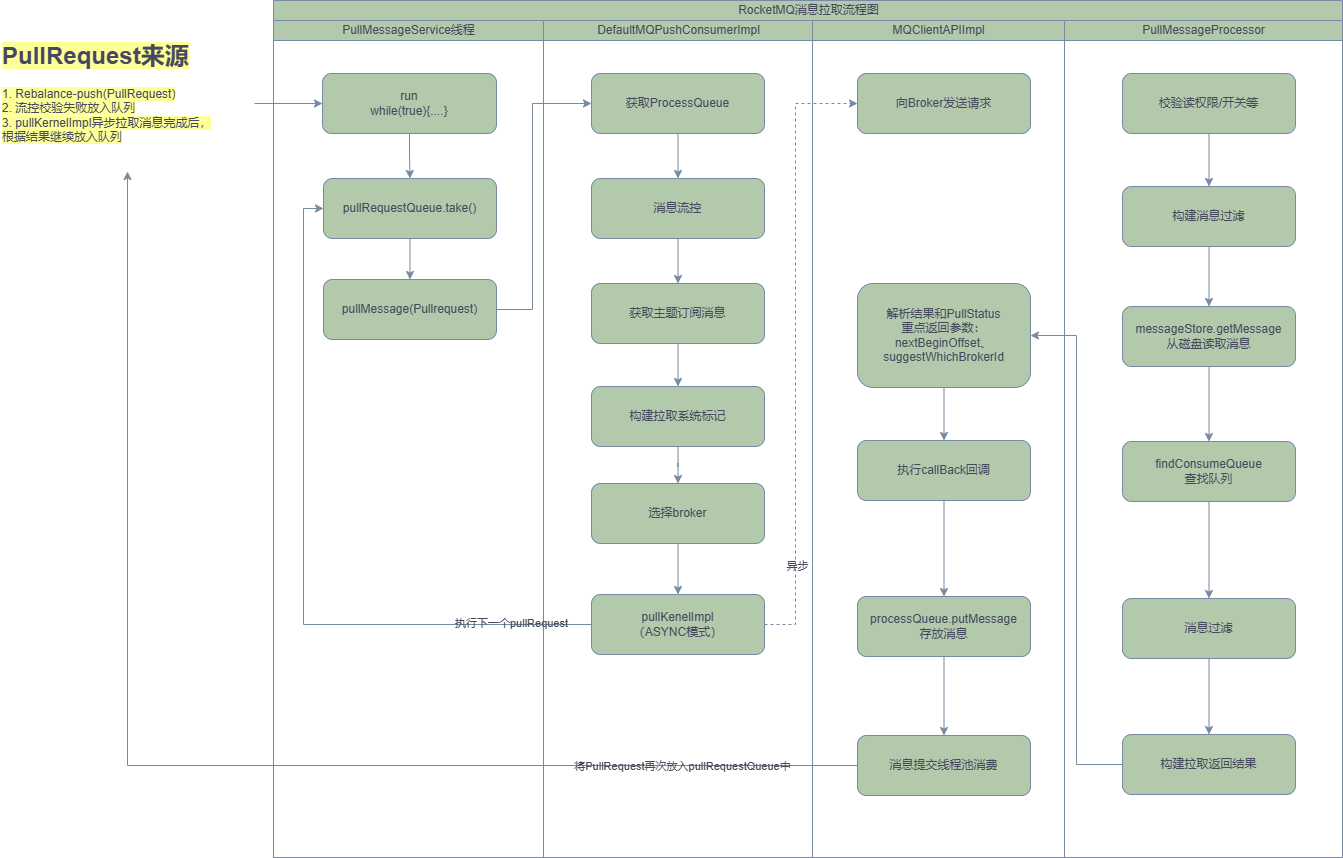 RocketMQ消息拉取流程图
PullMessageService线程
DefaultMQPushConsumerImpl
MQClientAPIImpl
PullMessageProcessor
PullRequest来源
1. Rebalance-push(PullRequest)
2. 流控校验失败放入队列
3. pullKernelImpl异步拉取消息完成后，
根据结果继续放入队列
run
while(true){....}
pullRequestQueue.take()
pullMessage(Pullrequest)
获取ProcessQueue
消息流控
获取主题订阅消息
构建拉取系统标记
选择broker
pullKenelImpl
（ASYNC模式）
执行下一个pullRequest
异步
向Broker发送请求
解析结果和PullStatus
重点返回参数：
nextBeginOffset、
suggestWhichBrokerId
执行callBack回调
processQueue.putMessage
存放消息
消息提交线程池消费
将PullRequest再次放入pullRequestQueue中
校验读权限/开关等
构建消息过滤
messageStore.getMessage
从磁盘读取消息
findConsumeQueue
查找队列
消息过滤
构建拉取返回结果